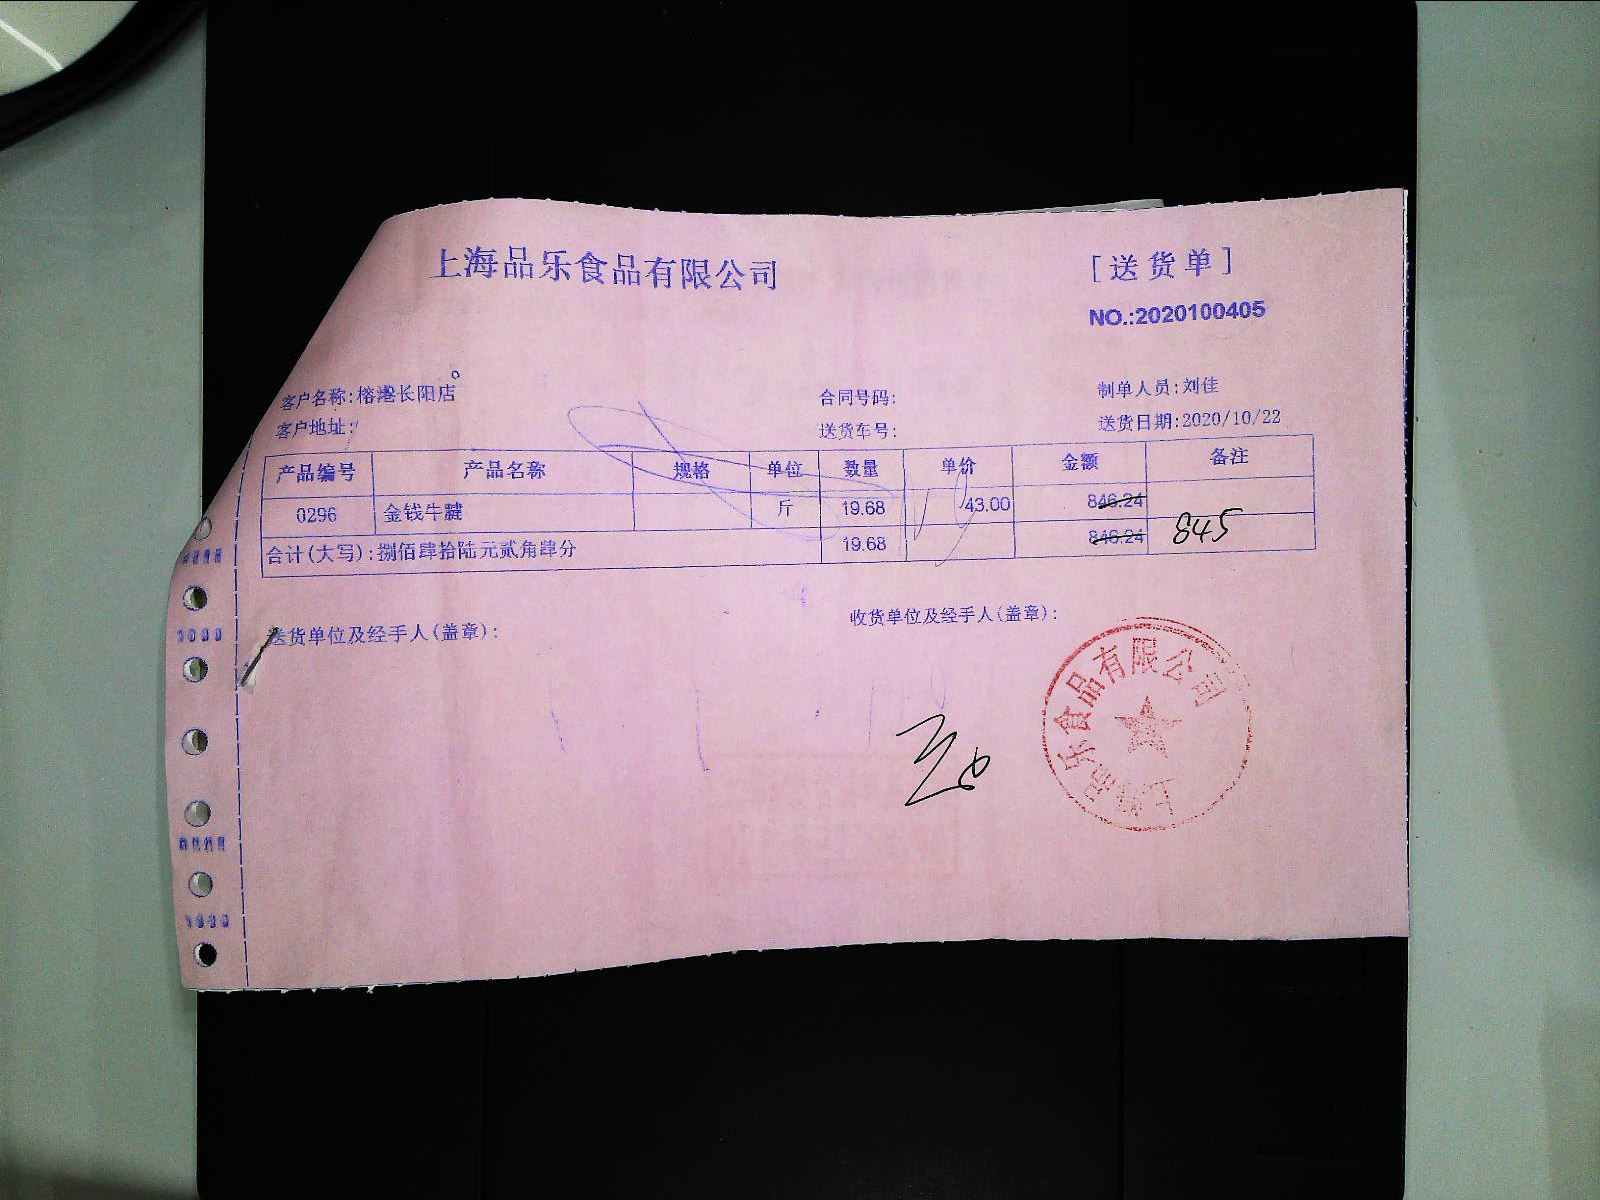 上海品乐食品有限公司
[送货单]
NO.:2020100405
客户名称:榕港长阳店
合同号码:
制单人员:刘佳
客户地址:
送货车号:
送货日期:2020/10/22
产品编号 产品名称 规格 单位 数量 单价 金额 备注
0296 金钱牛腱 斤 19.68 43.00 846.24
合计(大写):捌佰肆拾陆元贰角肆分 19.68 846.24 845
送货单位及经手人(盖章):
收货单位及经手人(盖章):
上海品乐食品有限公司